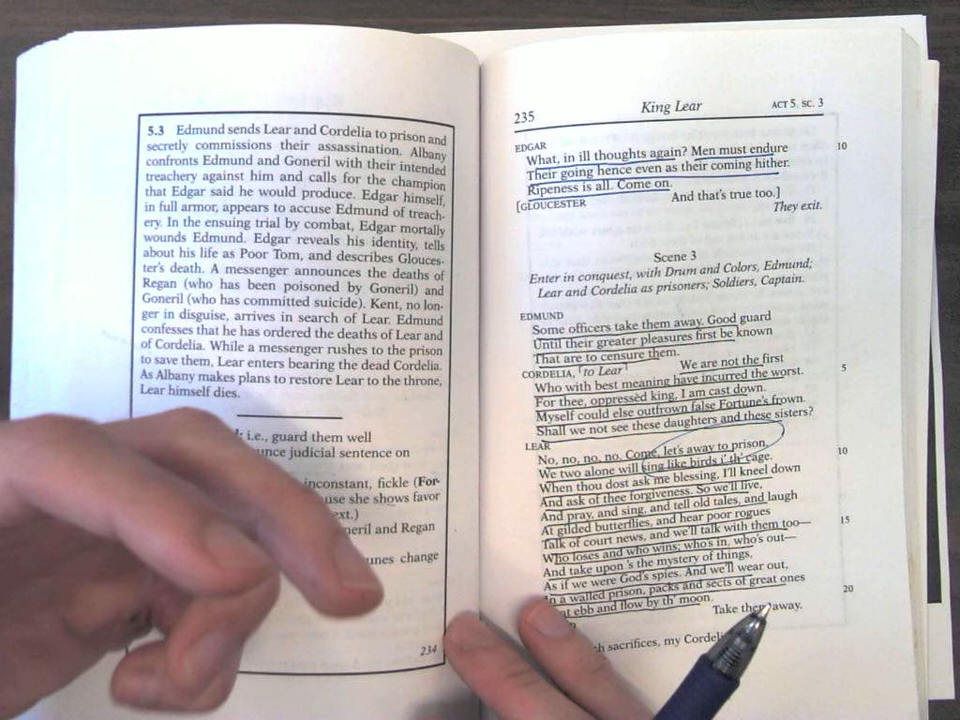 5.3 Edmund sends Lear and Cordelia to prison and
secretly commissions their assassination. Albany
confronts Edmund and Goneril with their intended
treachery against him and calls for the champion
that Edgar said he would produce. Edgar himself,
in full armor, appears to accuse Edmund of treach-
ery. In the ensuing trial by combat, Edgar mortally
wounds Edmund. Edgar reveals his identity, tells
about his life as Poor Tom, and describes Glouces-
ter's death. A messenger announces the deaths of
Regan (who has been poisoned by Goneril) and
Goneril (who has committed suicide). Kent, no lon-
ger in disguise, arrives in search of Lear. Edmund
confesses that he has ordered the deaths of Lear and
of Cordelia. While a messenger rushes to the prison
to save them, Lear enters bearing the dead Cordelia.
As Albany makes plans to restore Lear to the throne,
Lear himself dies.
i.e., guard them well
judicial sentence on
inconstant, fickle (For-
she shows favor
and Regan
change
234
235 King Lear ACT 5. SC. 3
EDGAR
What, in ill thoughts again? Men must endure 10
Their going hence even as their coming hither.
Ripeness is all. Come on.
[GLOUCESTER And that's true too.]
They exit.
Scene 3
Enter in conquest, with Drum and Colors, Edmund;
Lear and Cordelia as prisoners; Soldiers, Captain.
EDMUND
Some officers take them away. Good guard
Until their greater pleasures first be known
That are to censure them.
CORDELIA, ⌜to Lear⌝ We are not the first 5
Who with best meaning have incurred the worst.
For thee, oppressèd king, I am cast down.
Myself could else outfrown false Fortune's frown.
Shall we not see these daughters and these sisters?
LEAR
No, no, no, no. Come, let's away to prison, 10
We two alone will sing like birds i' th' cage.
When thou dost ask me blessing, I'll kneel down
And ask of thee forgiveness. So we'll live,
And pray, and sing, and tell old tales, and laugh
At gilded butterflies, and hear poor rogues
Talk of court news, and we'll talk with them too— 15
Who loses and who wins; who's in, who's out—
And take upon 's the mystery of things,
As if we were God's spies. And we'll wear out,
In a walled prison, packs and sects of great ones
ebb and flow by th' moon. 20
Take them away.
sacrifices, my